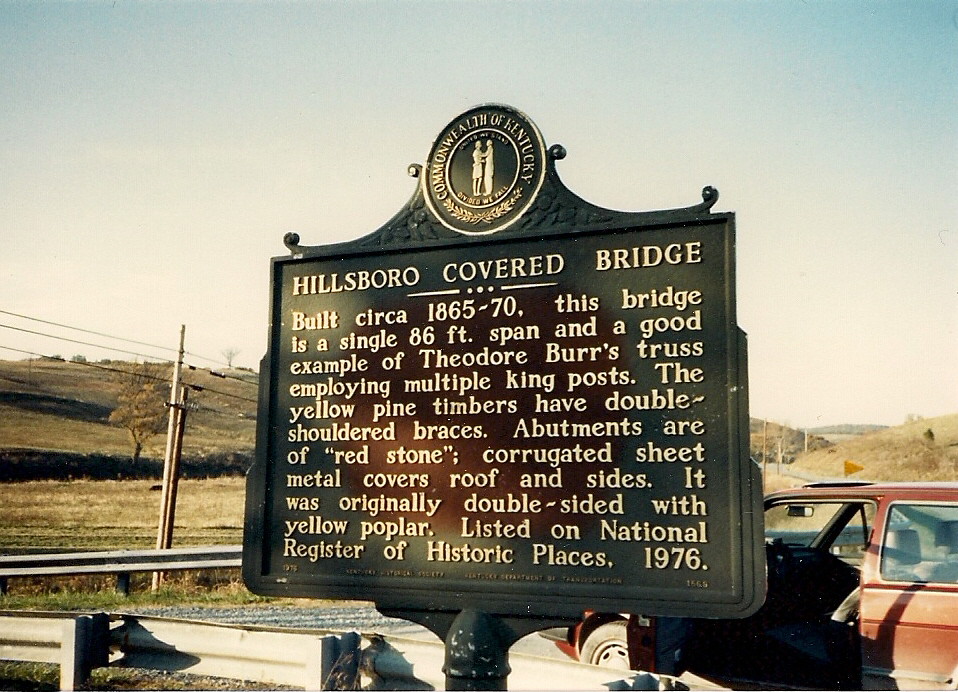 COMMONWEALTH OF KENTUCKY
UNITED WE STAND
DIVIDED WE FALL
HILLSBORO COVERED BRIDGE
Built circa 1865-70, this bridge
is a single 86 ft. span and a good
example of Theodore Burr's truss
employing multiple king posts. The
yellow pine timbers have double-
shouldered braces. Abutments are
of "red stone"; corrugated sheet
metal covers roof and sides. It
was originally double-sided with
yellow poplar. Listed on National
Register of Historic Places, 1976.
KENTUCKY HISTORICAL SOCIETY KENTUCKY DEPARTMENT OF TRANSPORTATION